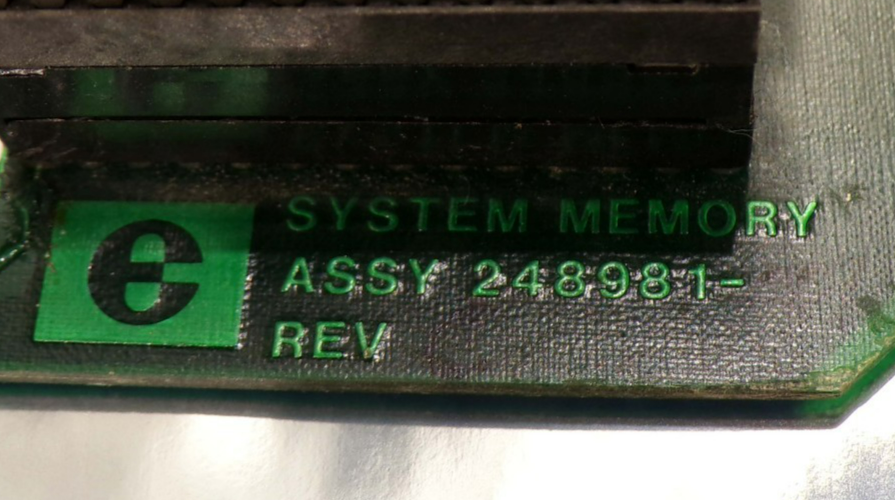 e
SYSTEM MEMORY
ASSY 248981-
REV